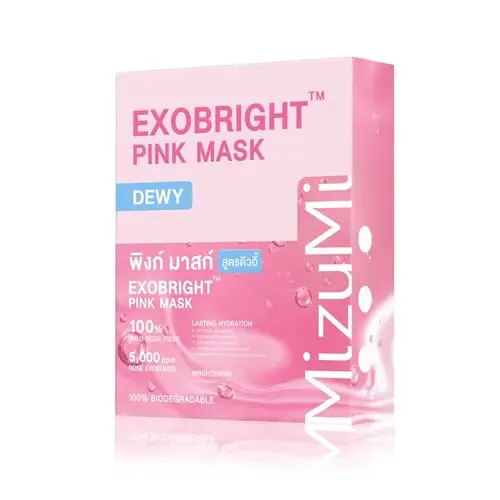 EXOBRIGHT™
PINK MASK
DEWY
พิงก์ มาสก์ สูตรดิวอี้
EXOBRIGHT™
PINK MASK
100%
WILD ROSE FIBER
5,000 ppm
ROSE EXOSOMES
100% BIODEGRADABLE
LASTING HYDRATION
BRIGHTENING
MizuMi